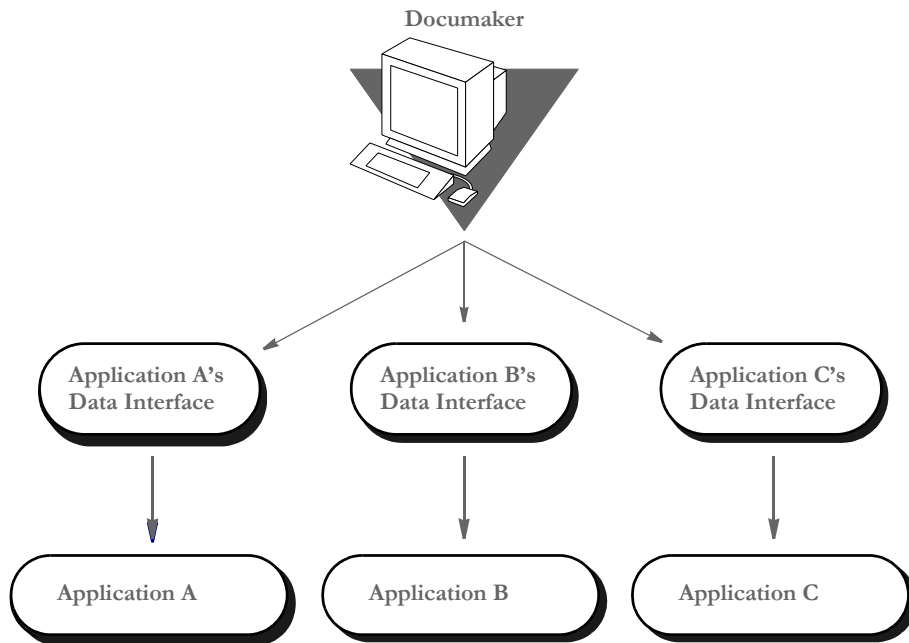 Documaker
Application A’s
Data Interface
Application B’s
Data Interface
Application C’s
Data Interface
Application A
Application B
Application C